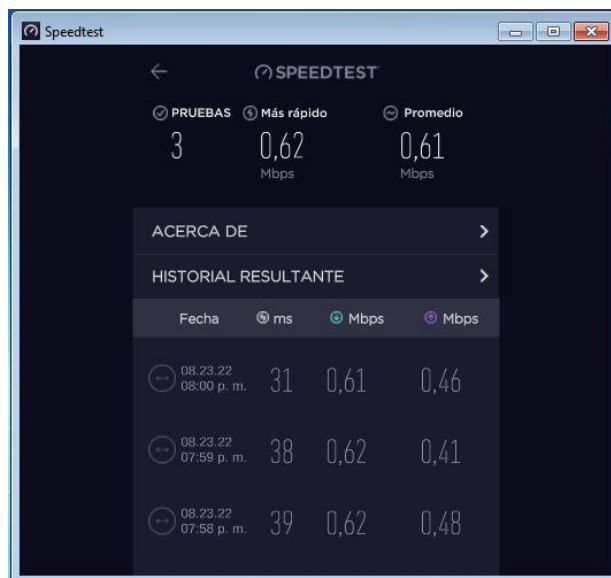 Speedtest
SPEEDTEST
PRUEBAS Más rápido Promedio
3 0,62 0,61
Mbps Mbps
ACERCA DE
HISTORIAL RESULTANTE
Fecha ms Mbps Mbps
08.23.22
08:00 p. m. 31 0,61 0,46
08.23.22
07:59 p. m. 38 0,62 0,41
08.23.22
07:58 p. m. 39 0,62 0,48